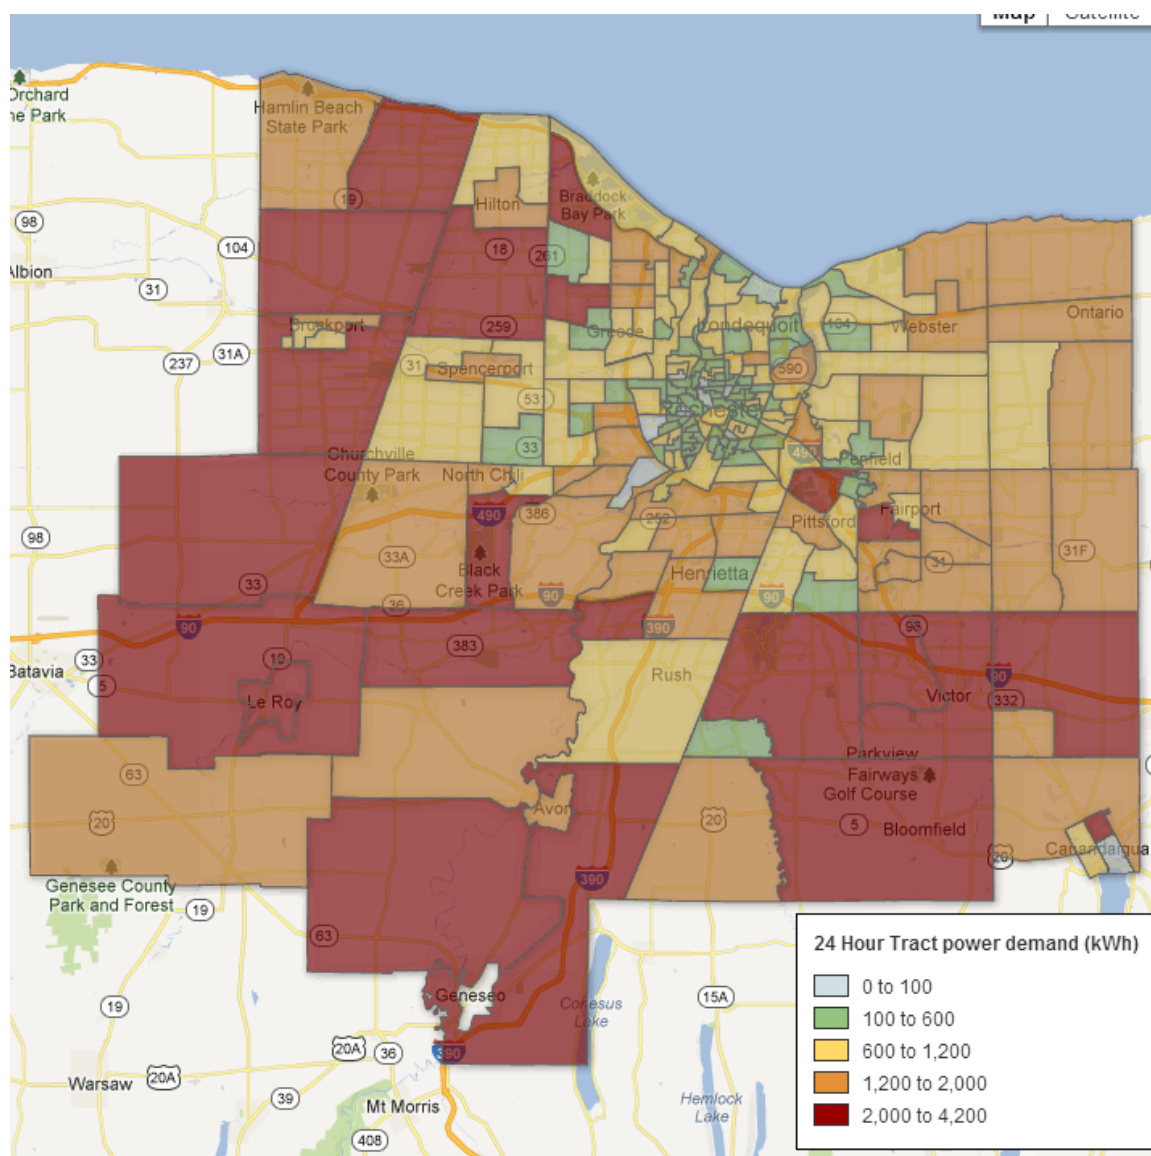 Map
Satellite
Orchard
ne Park
Hamlin Beach
State Park
19
98
Hilton
Braddock
Bay Park
104
18
261
Albion
31
Brockport
259
Greece
Irondequoit
104
Webster
Ontario
237
31A
31
Spencerport
590
531
Rochester
33
Churchville
County Park
North Chili
490
Penfield
98
490
386
252
Pittsford
Fairport
33A
Black
Creek Park
Henrietta
31
31F
33
36
90
90
90
390
383
93
33
19
Rush
Batavia
5
Le Roy
90
Victor
332
63
Parkview
Fairways
Golf Course
20
Avon
20
5
Bloomfield
20
Canandaigua
Genesee County
Park and Forest
390
19
63
24 Hour Tract power demand (kWh)
0 to 100
100 to 600
600 to 1,200
1,200 to 2,000
2,000 to 4,200
Geneseo
Conesus
Lake
15A
19
20A
36
390
Warsaw
20A
39
Mt Morris
Hemlock
Lake
408